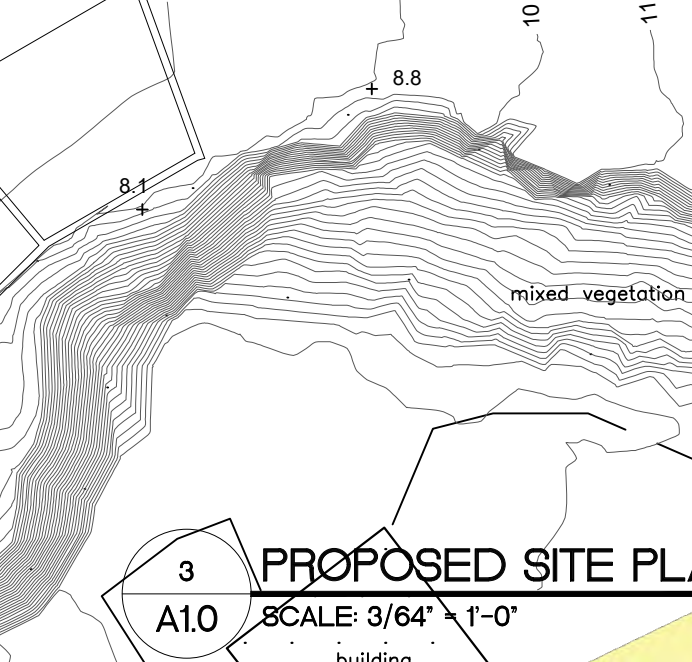 10
11
8.8
8.1
mixed vegetation
3
PROPOSED SITE PLA
A1.0
SCALE: 3/64" = 1'-0"
building